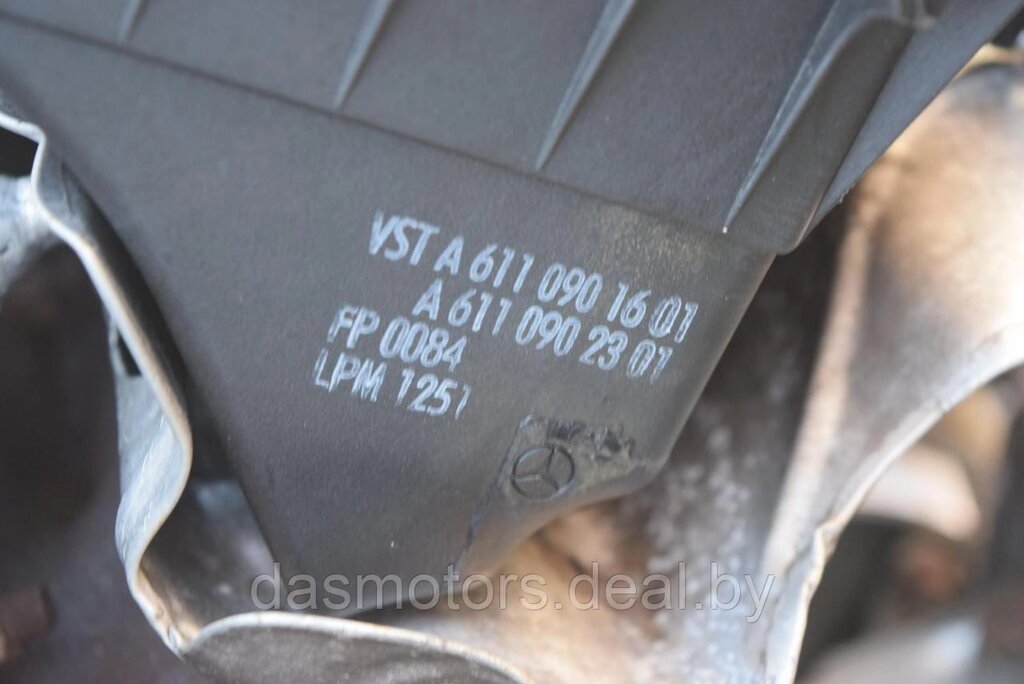 VST A 611 090 16 01
A 611 090 23 01
FP 0084
LPM 1251
dasmotors.deal.by